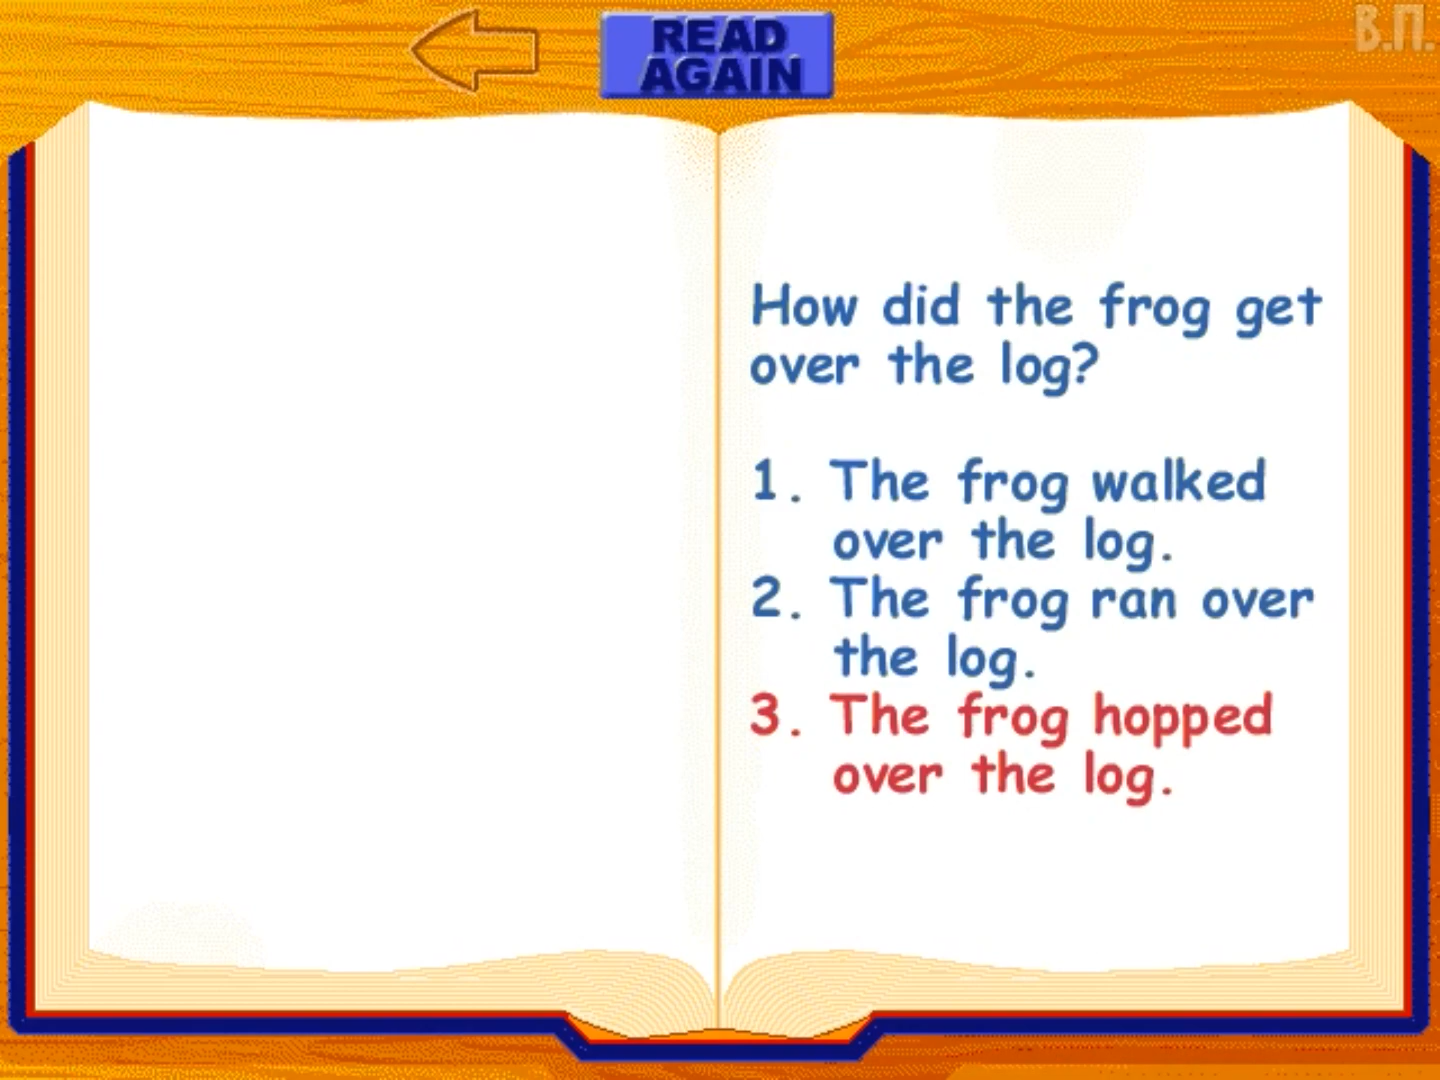 READ
AGAIN
В.П.
How did the frog get
over the log?
1. The frog walked
over the log.
2. The frog ran over
the log.
3. The frog hopped
over the log.